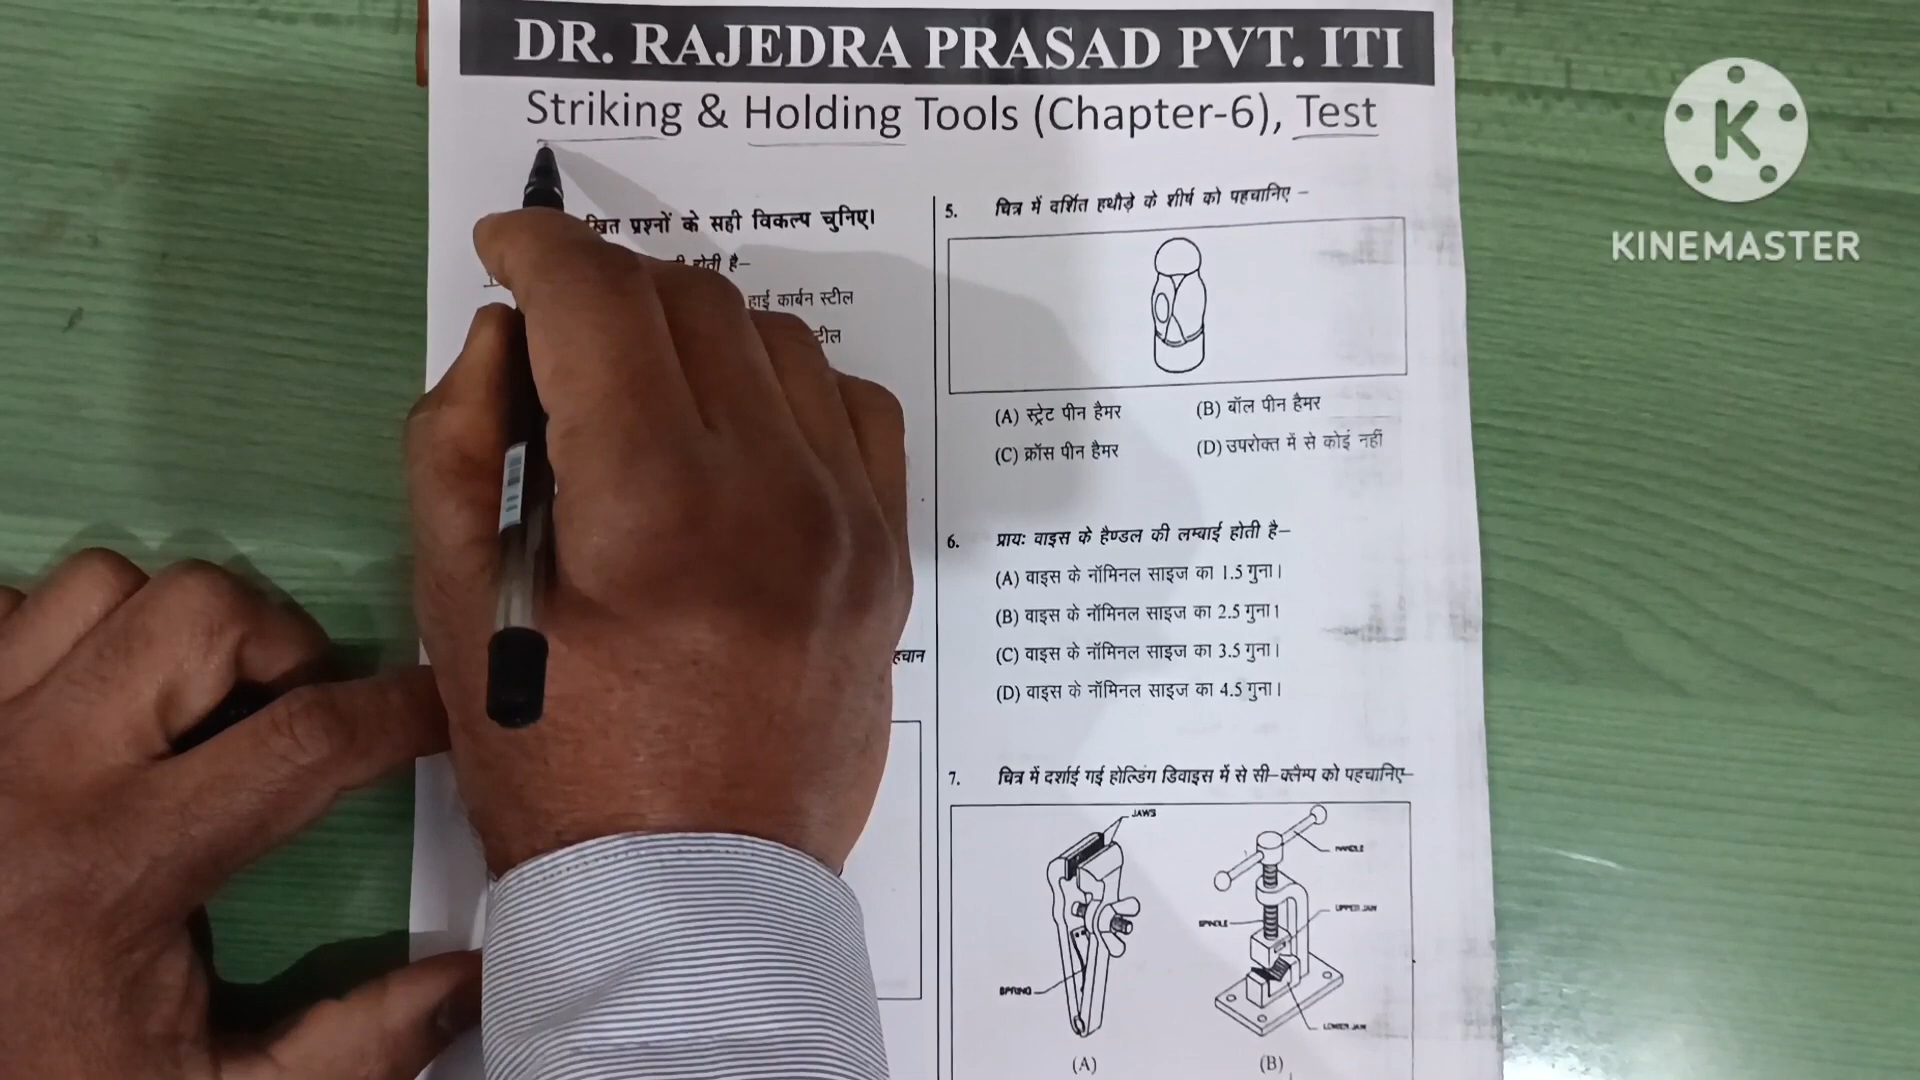 DR. RAJEDRA PRASAD PVT. ITI
Striking & Holding Tools (Chapter-6), Test
प्रश्नों के सही विकल्प चुनिए।
होती है–
हाई कार्बन स्टील
5. चित्र में दर्शित हथौड़े के शीर्ष को पहचानिए –
(A) स्ट्रेट पीन हैमर (B) बॉल पीन हैमर
(C) क्रॉस पीन हैमर (D) उपरोक्त में से कोई नहीं
6. प्रायः वाइस के हैण्डल की लम्बाई होती है–
(A) वाइस के नॉमिनल साइज का 1.5 गुना।
(B) वाइस के नॉमिनल साइज का 2.5 गुना।
(C) वाइस के नॉमिनल साइज का 3.5 गुना।
(D) वाइस के नॉमिनल साइज का 4.5 गुना।
7. चित्र में दर्शाई गई होल्डिंग डिवाइस में से सी–क्लैम्प को पहचानिए–
JAWS
HANDLE
UPPER JAW
SPINDLE
SPRING
LOWER JAW
(A) (B)
K
KINEMASTER